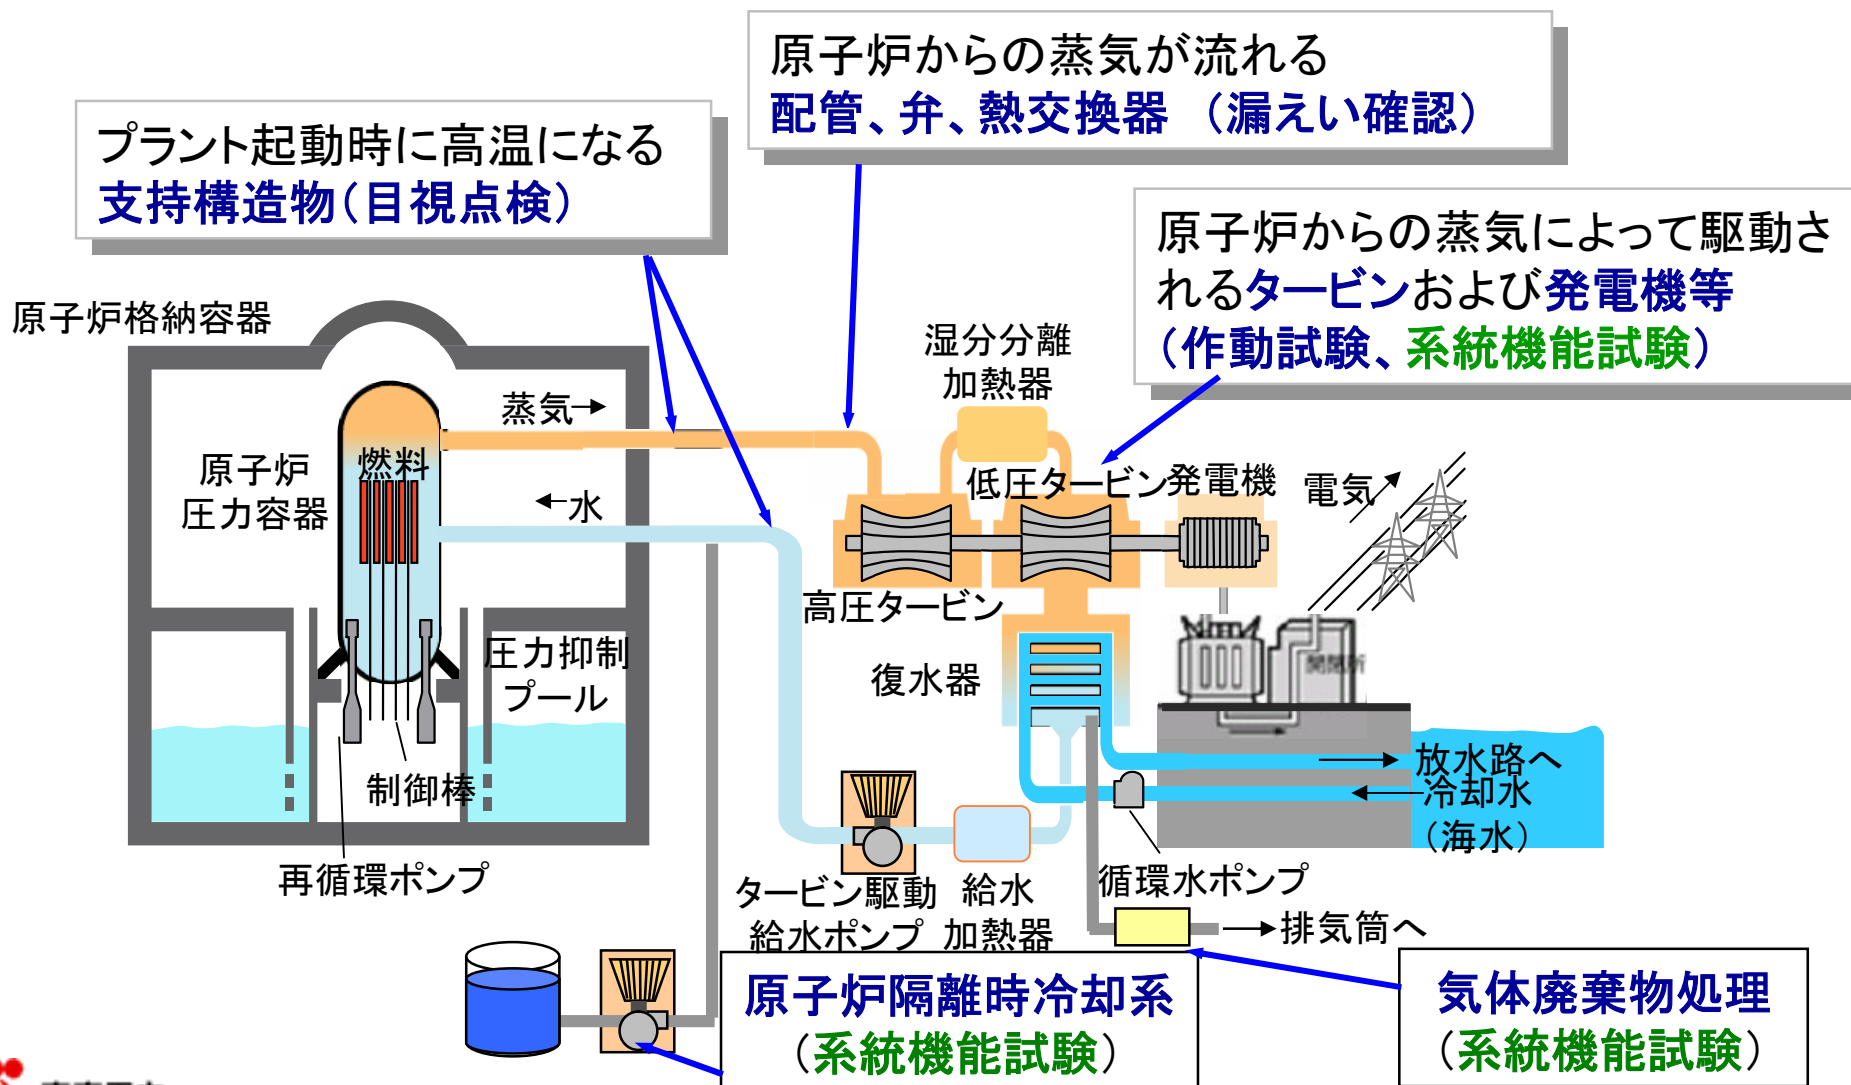 原子炉からの蒸気が流れる
配管、弁、熱交換器 （漏えい確認）
プラント起動時に高温になる
支持構造物（目視点検）
原子炉からの蒸気によって駆動さ
れるタービンおよび発電機等
（作動試験、系統機能試験）
原子炉格納容器
湿分分離
加熱器
蒸気
燃料
原子炉
圧力容器
水
低圧タービン
発電機
電気
高圧タービン
圧力抑制
プール
復水器
開閉所
放水路へ
冷却水
（海水）
制御棒
再循環ポンプ
タービン駆動
給水ポンプ
給水
加熱器
循環水ポンプ
排気筒へ
原子炉隔離時冷却系
（系統機能試験）
気体廃棄物処理
（系統機能試験）